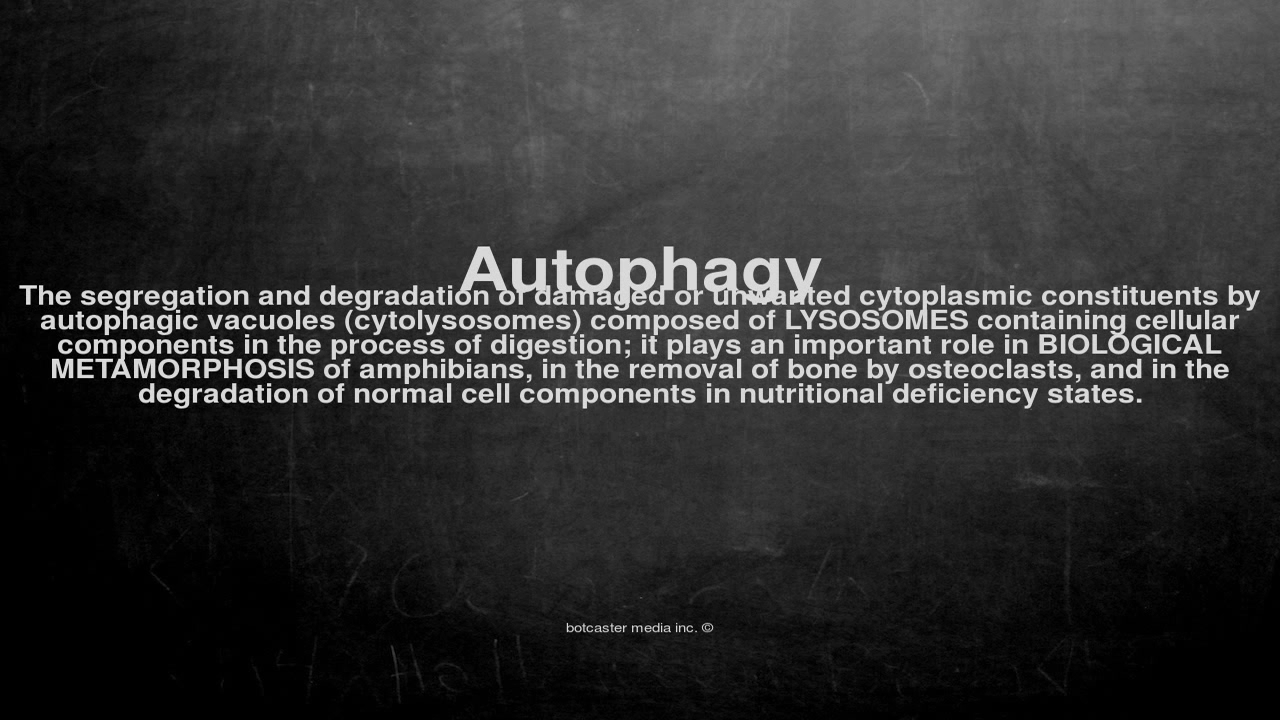 Autophagy
The segregation and degradation of damaged or unwanted cytoplasmic constituents by
autophagic vacuoles (cytolysosomes) composed of LYSOSOMES containing cellular
components in the process of digestion; it plays an important role in BIOLOGICAL
METAMORPHOSIS of amphibians, in the removal of bone by osteoclasts, and in the
degradation of normal cell components in nutritional deficiency states.
botcaster media inc. ©